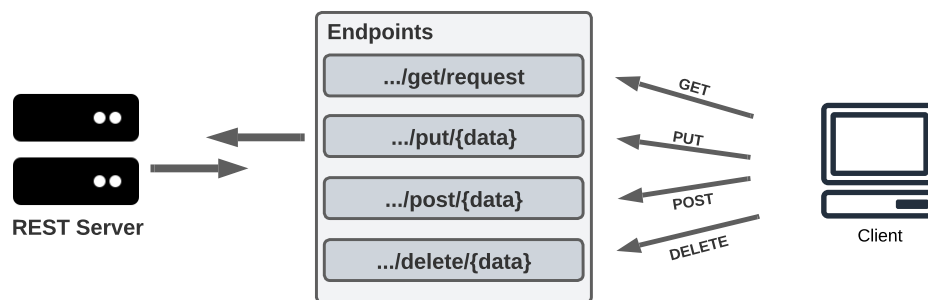 Endpoints
.../get/request
.../put/{data}
.../post/{data}
.../delete/{data}
REST Server
GET
PUT
POST
DELETE
Client